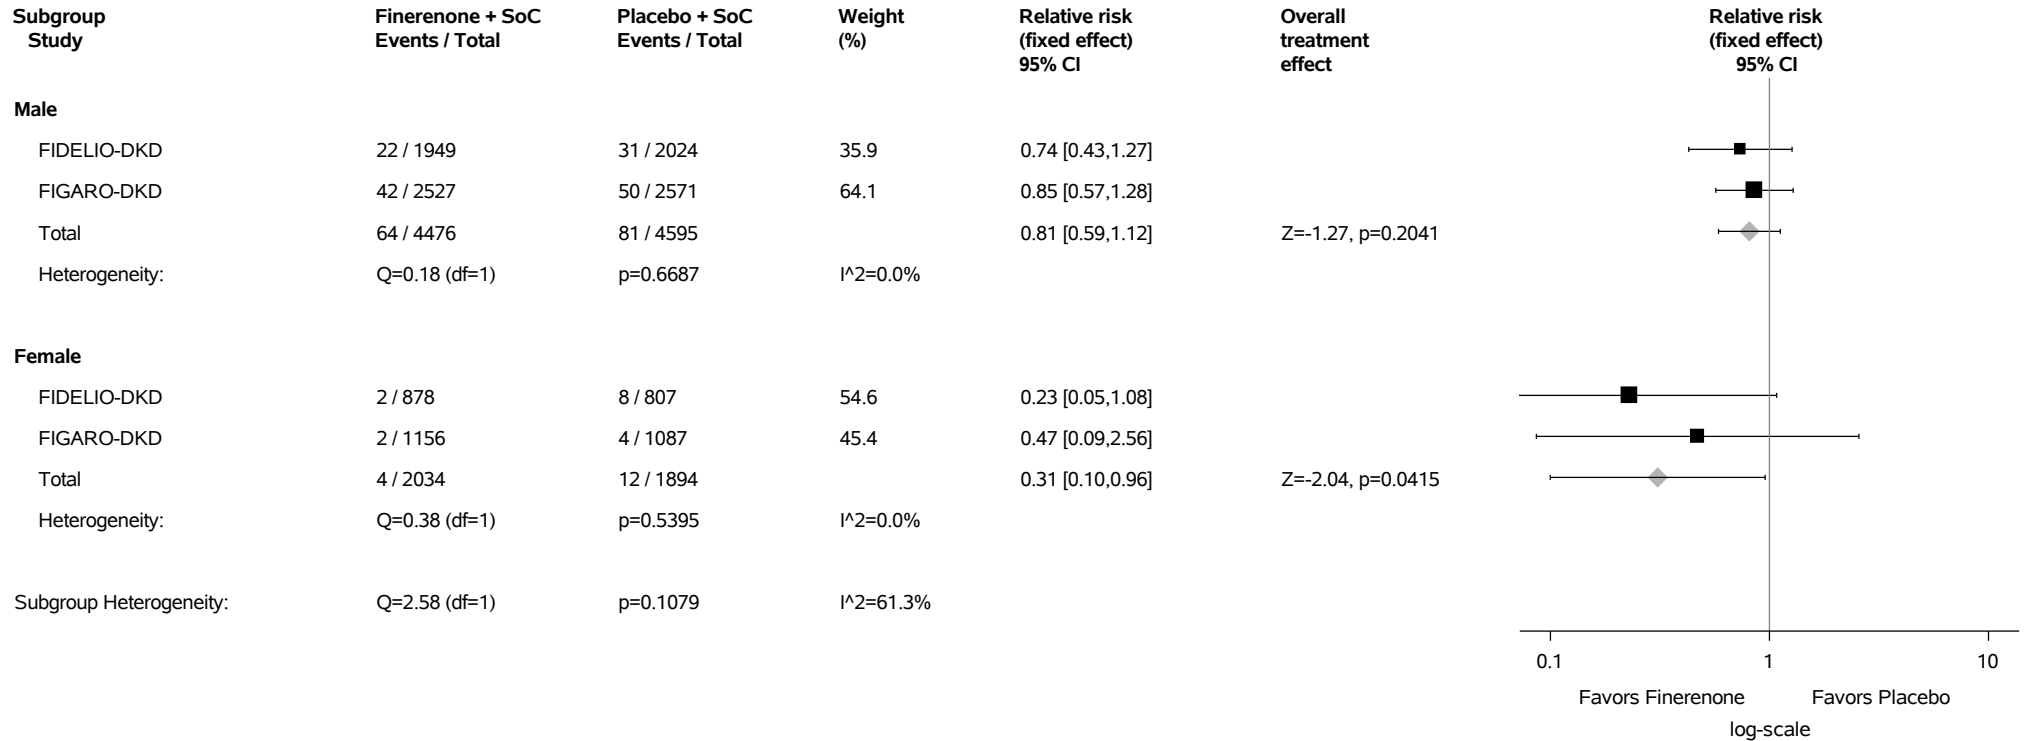 Subgroup Finerenone + SoC Placebo + SoC Weight Relative risk Overall Relative risk
Study Events / Total Events / Total (%) (fixed effect) treatment (fixed effect)
95% CI effect 95% CI
Male
FIDELIO-DKD 22 / 1949 31 / 2024 35.9 0.74 [0.43,1.27]
FIGARO-DKD 42 / 2527 50 / 2571 64.1 0.85 [0.57,1.28]
Total 64 / 4476 81 / 4595 0.81 [0.59,1.12] Z=-1.27, p=0.2041
Heterogeneity: Q=0.18 (df=1) p=0.6687 I^2=0.0%
Female
FIDELIO-DKD 2 / 878 8 / 807 54.6 0.23 [0.05,1.08]
FIGARO-DKD 2 / 1156 4 / 1087 45.4 0.47 [0.09,2.56]
Total 4 / 2034 12 / 1894 0.31 [0.10,0.96] Z=-2.04, p=0.0415
Heterogeneity: Q=0.38 (df=1) p=0.5395 I^2=0.0%
Subgroup Heterogeneity: Q=2.58 (df=1) p=0.1079 I^2=61.3%
0.1 1 10
Favors Finerenone Favors Placebo
log-scale